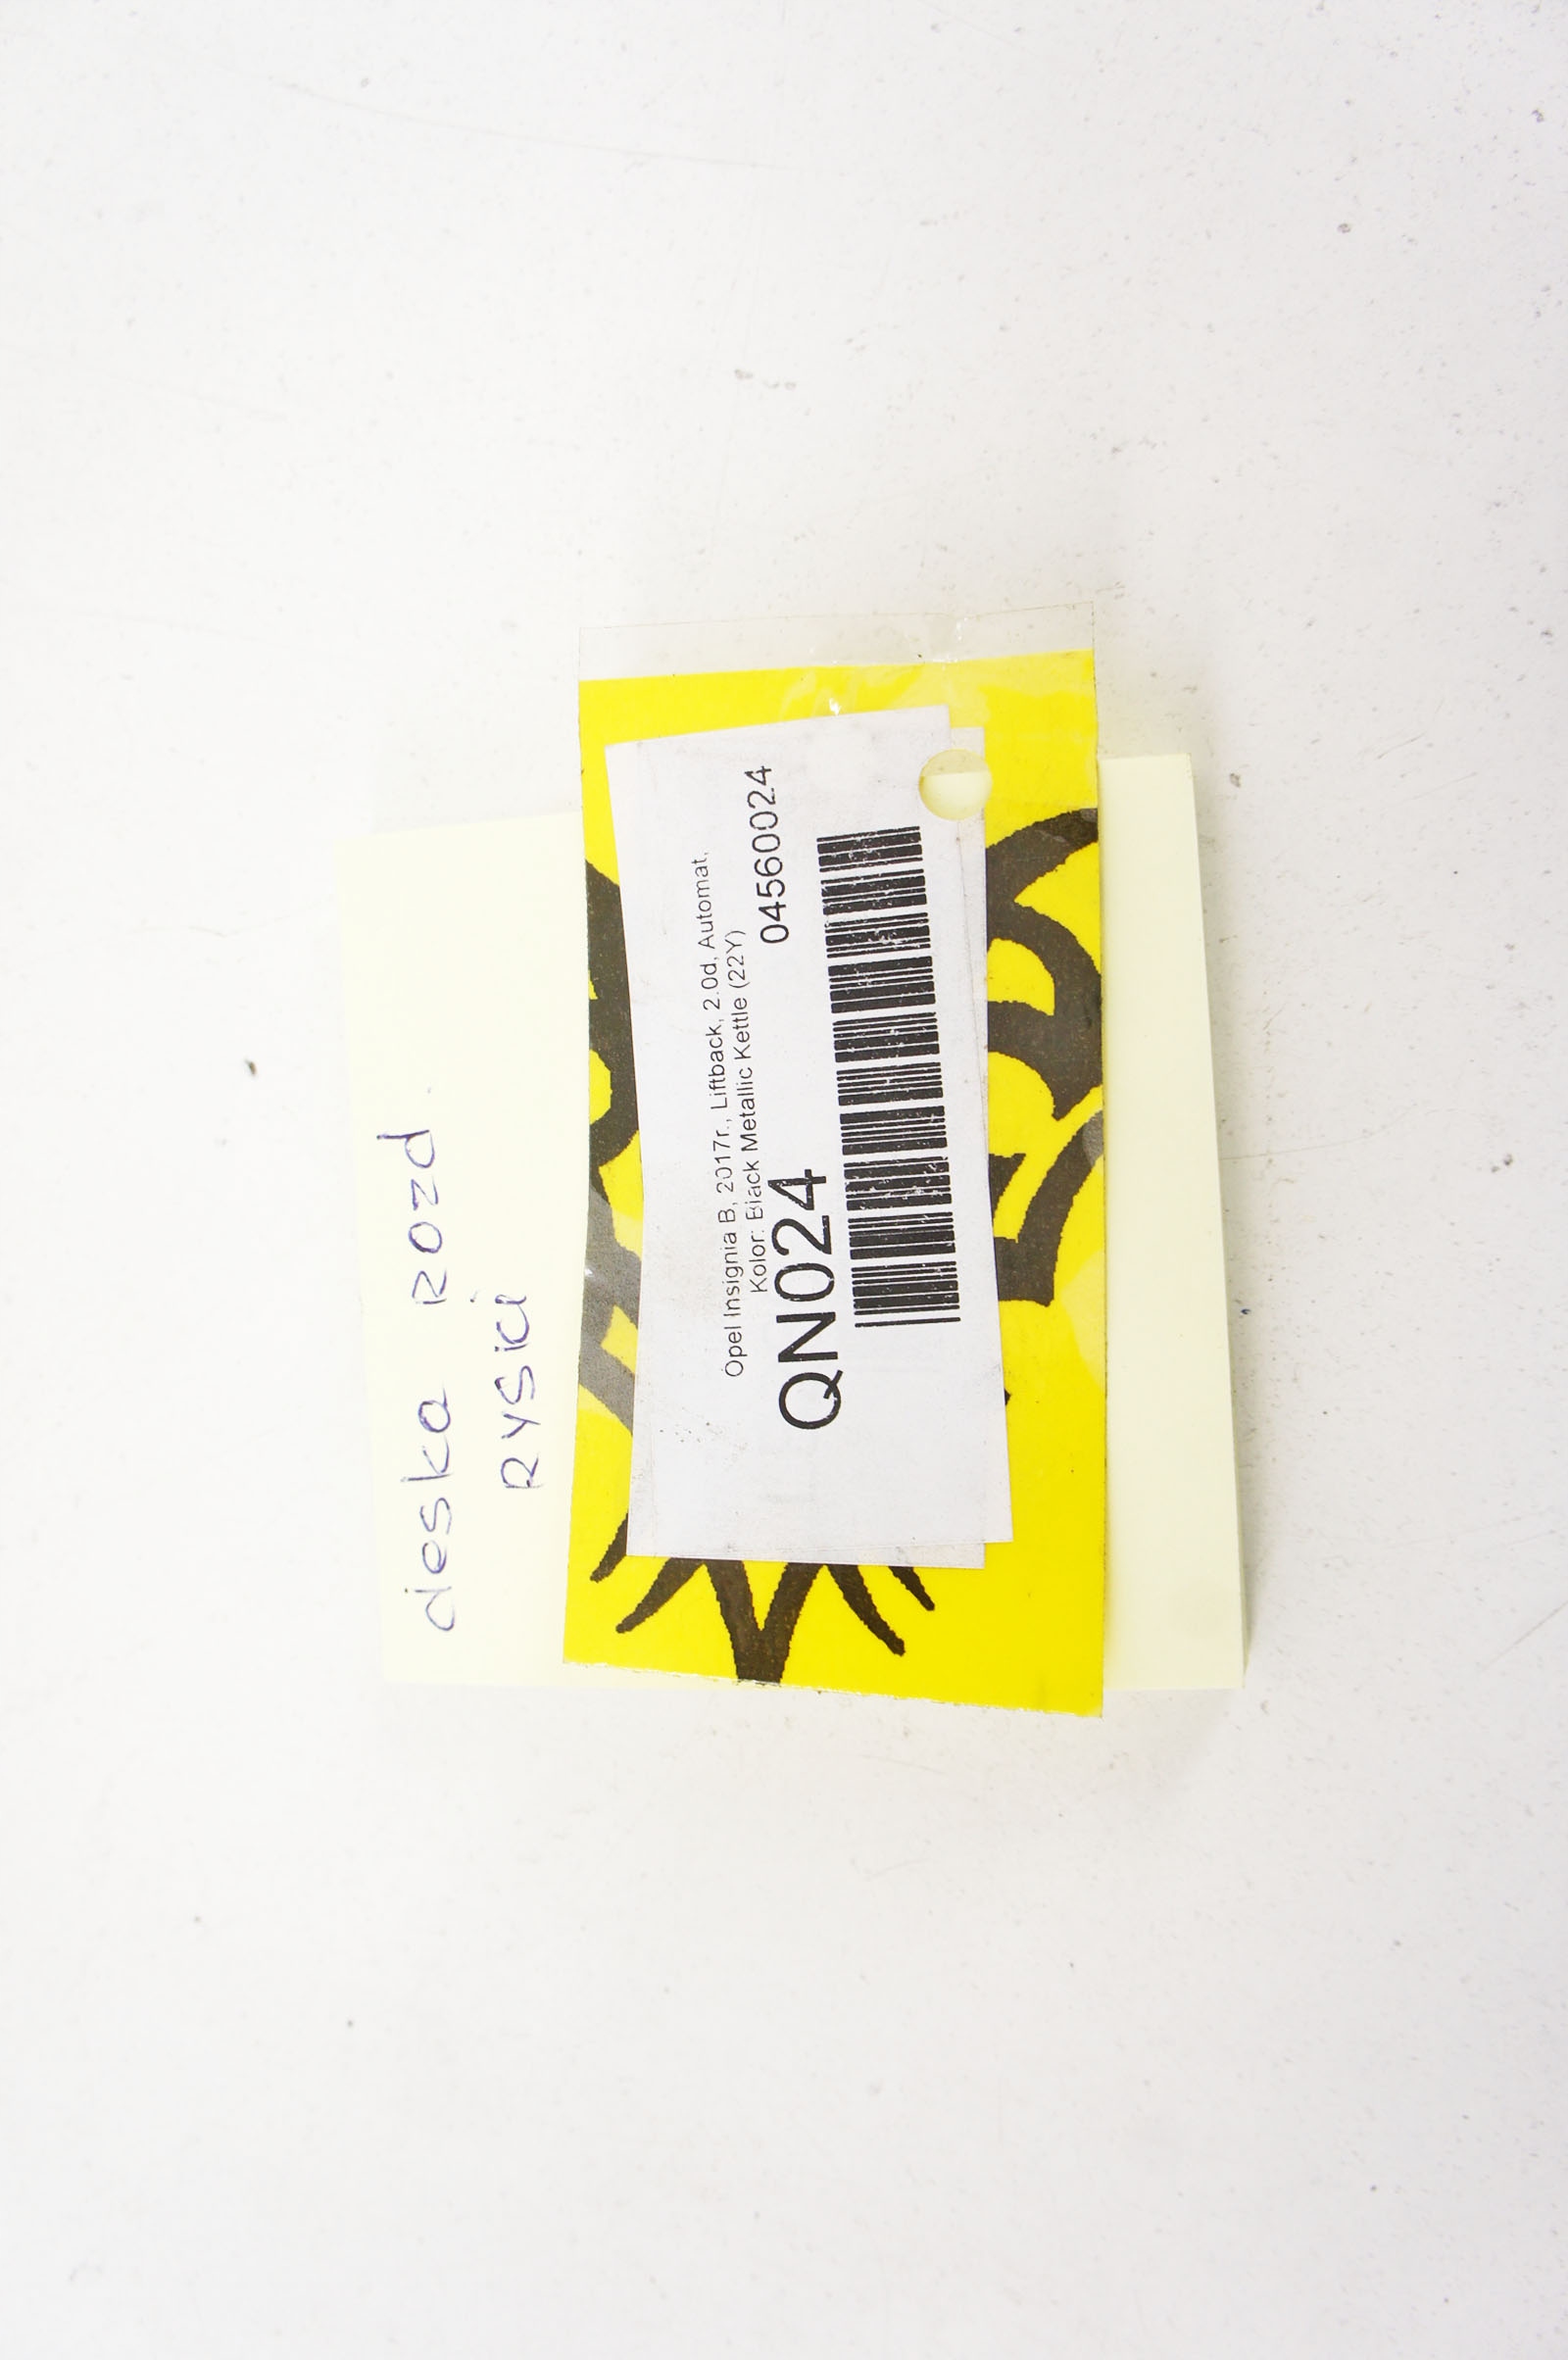 deska rozd.
rysici
Opel Insignia B, 2017r., Liftback, 2.0d, Automat,
Kolor: Black Metallic Kettle (22Y)
QN024 04560024